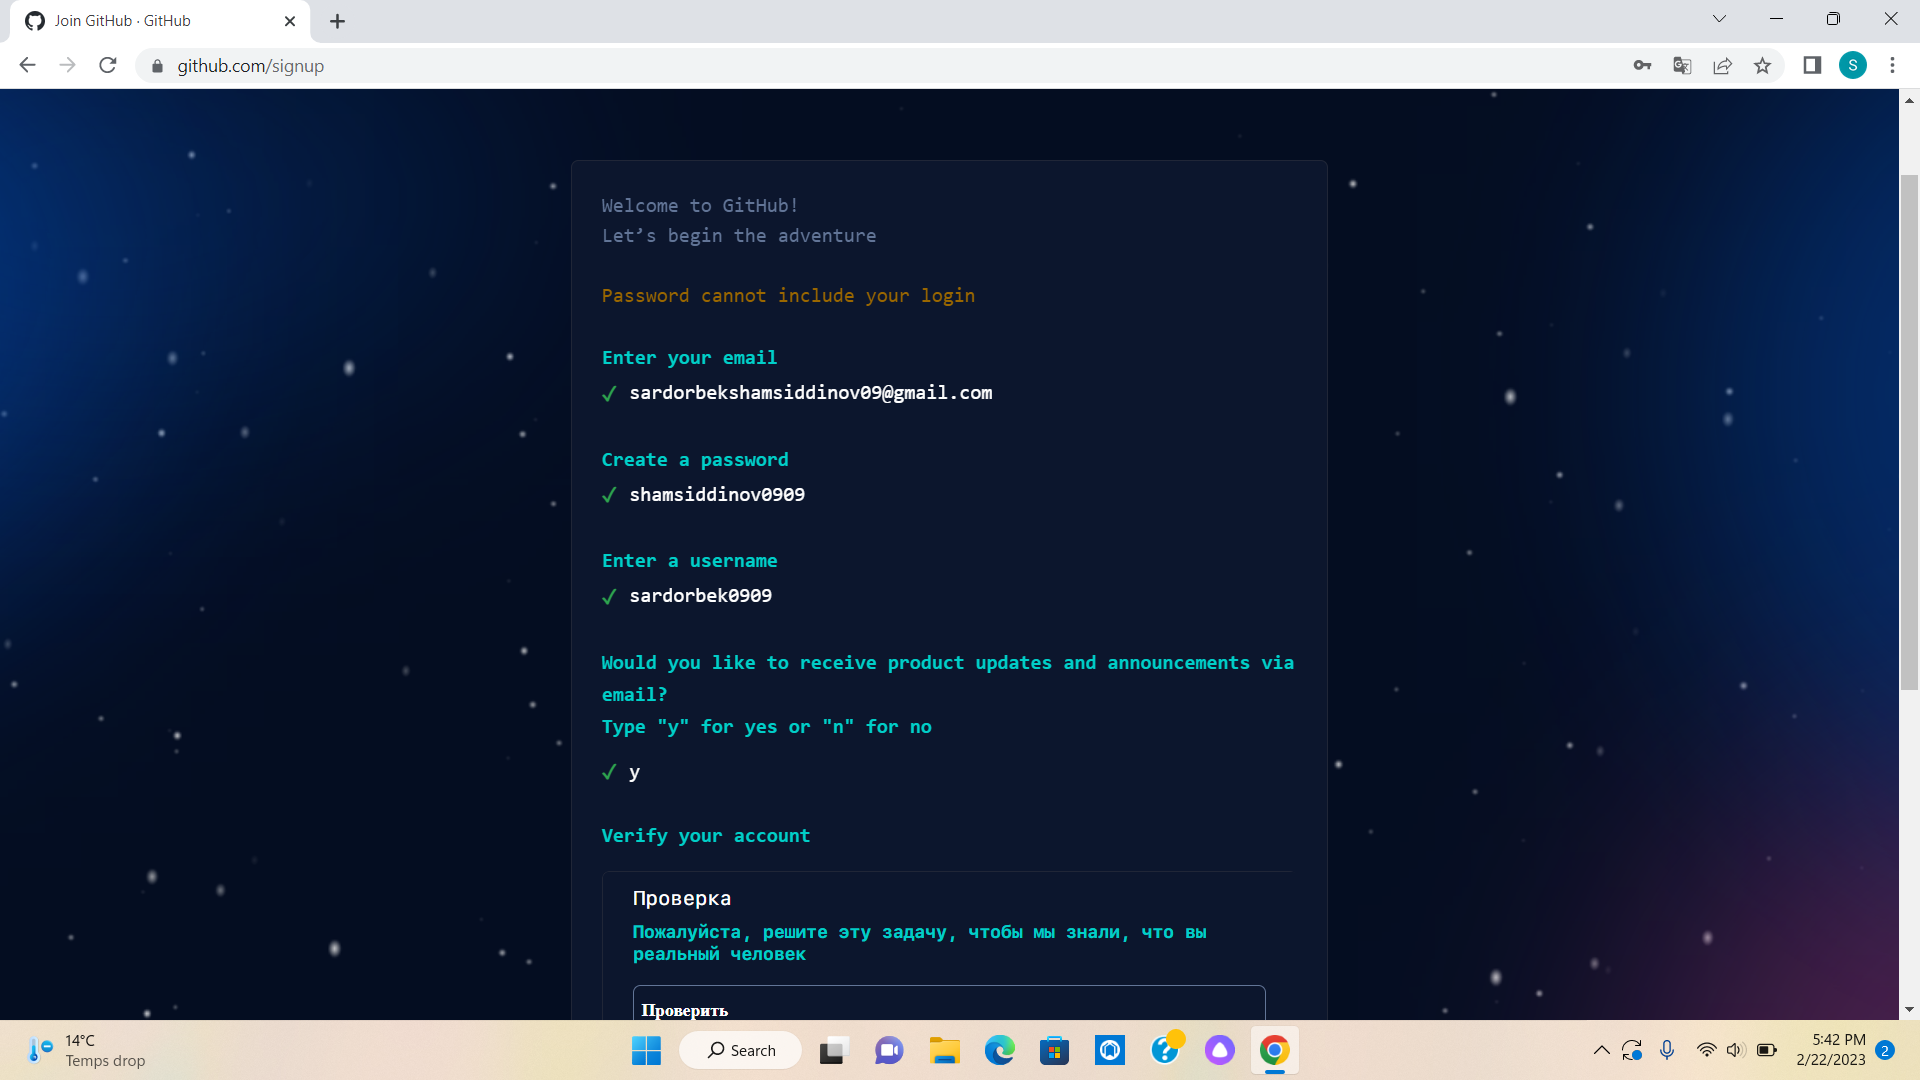 Join GitHub · GitHub
github.com/signup
S
Welcome to GitHub!
Let’s begin the adventure
Password cannot include your login
Enter your email
✓ sardorbekshamsiddinov09@gmail.com
Create a password
✓ shamsiddinov0909
Enter a username
✓ sardorbek0909
Would you like to receive product updates and announcements via
email?
Type "y" for yes or "n" for no
✓ y
Verify your account
Проверка
Пожалуйста, решите эту задачу, чтобы мы знали, что вы
реальный человек
Проверить
14°C
Temps drop
Search
5:42 PM
2/22/2023
2